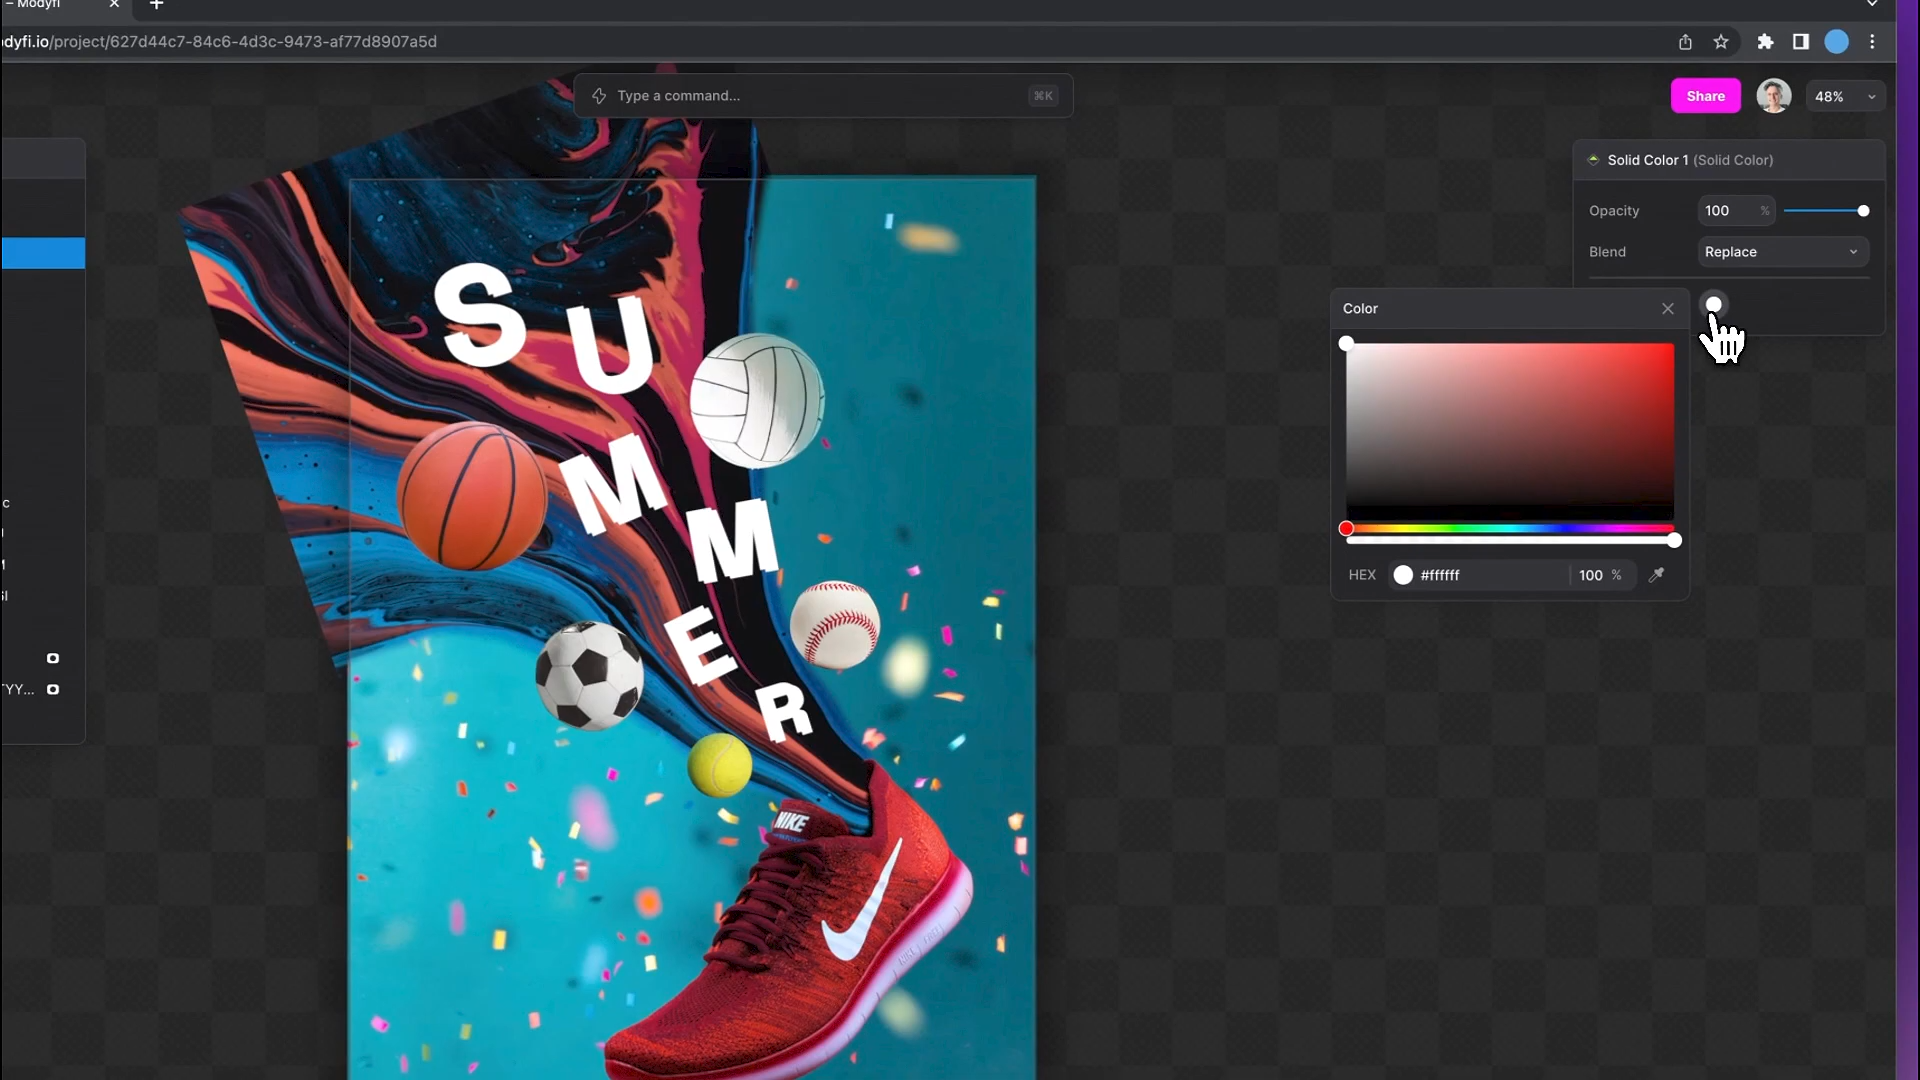 – Modyfi
dyfi.io/project/627d44c7-84c6-4d3c-9473-af77d8907a5d
Type a command...
⌘K
Share
48%
Solid Color 1 (Solid Color)
Opacity
100 %
Blend
Replace
Color
HEX
#ffffff
100 %
c
YY...
S
U
M
M
E
R
NIKE